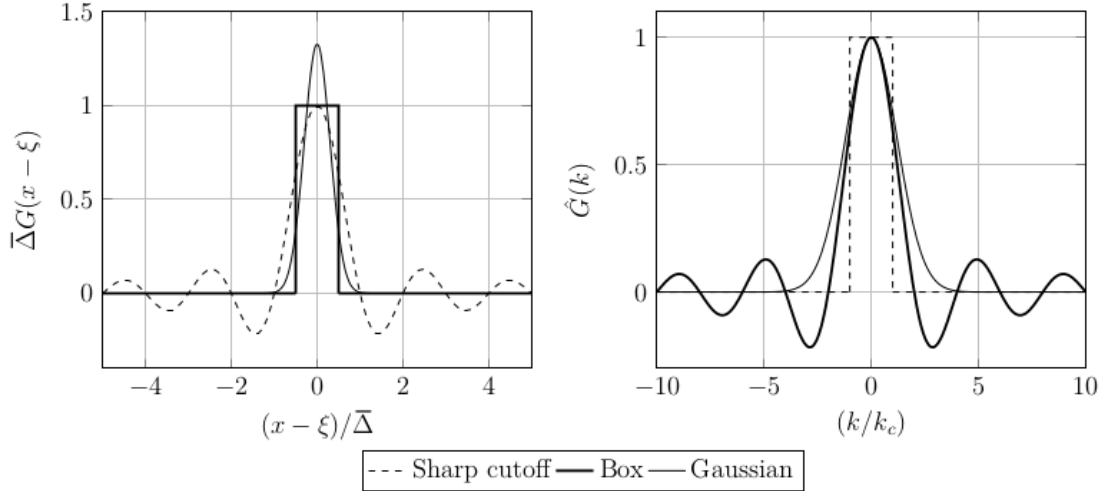 1.5
1
0.5
0
−4
−2
0
2
4
Δ̅G(x − ξ)
(x − ξ)/Δ̅
1
0.5
0
−10
−5
0
5
10
Ĝ(k)
(k/k_c)
Sharp cutoff
Box
Gaussian